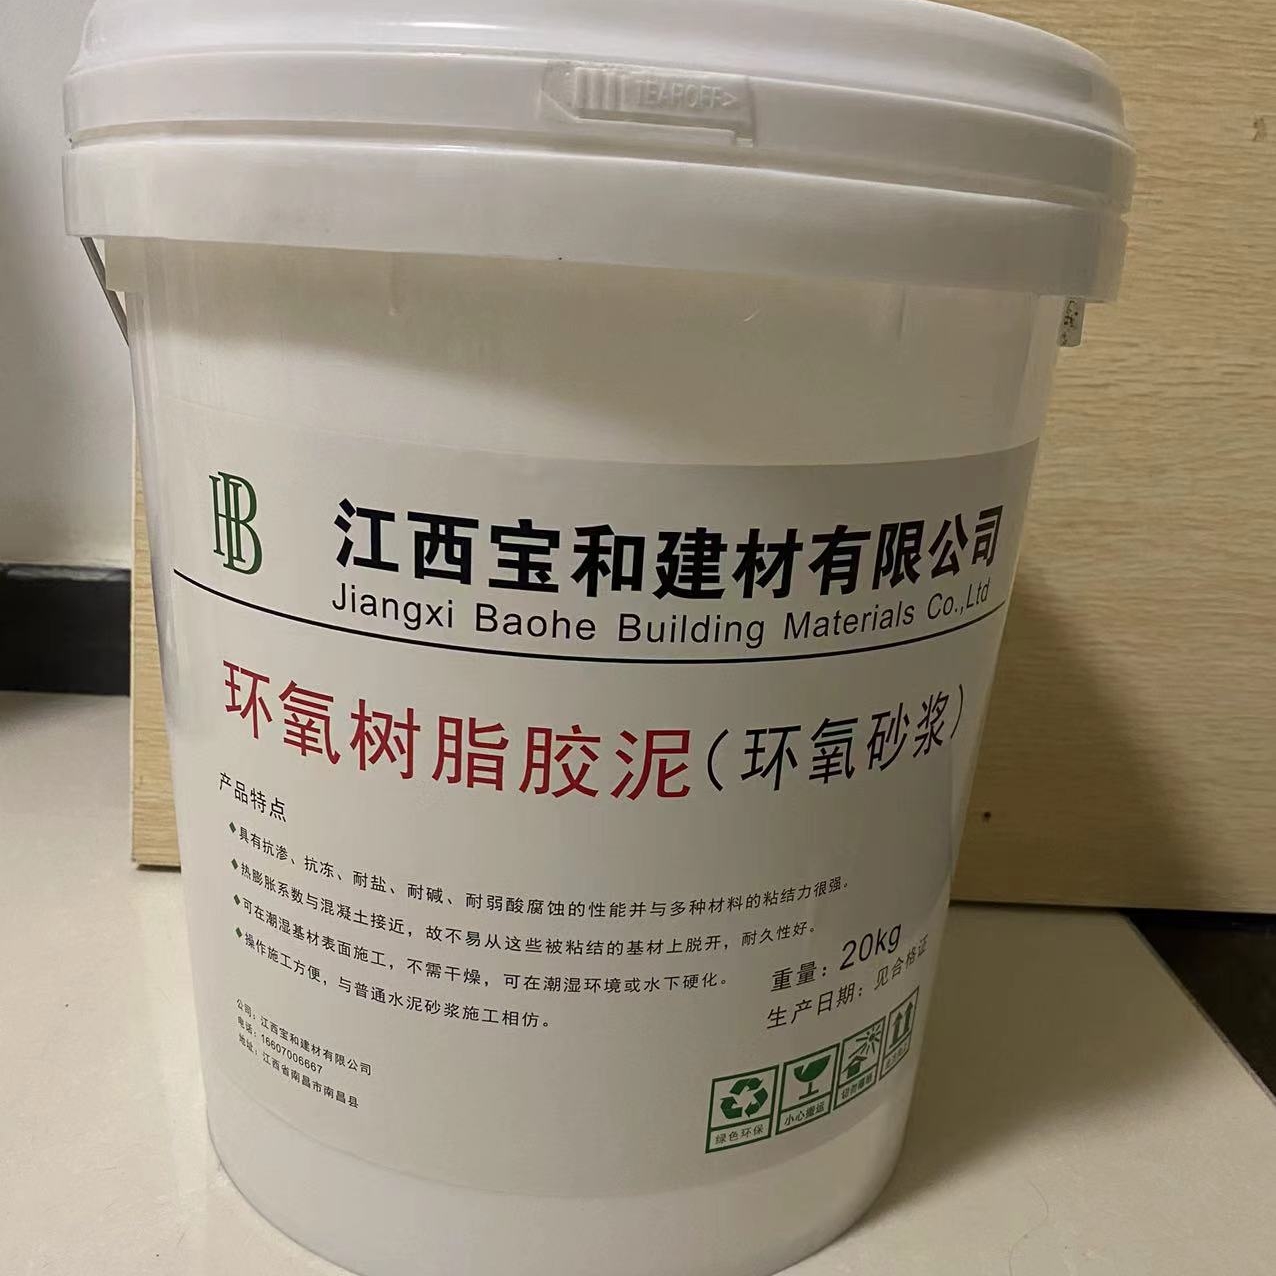 TEAR OFF>
HB
江西宝和建材有限公司
Jiangxi Baohe Building Materials Co.,Ltd
环氧树脂胶泥(环氧砂浆)
产品特点
具有抗渗、抗冻、耐盐、耐碱、耐弱酸腐蚀的性能并与多种材料的粘结力很强。
热膨胀系数与混凝土接近，故不易从这些被粘结的基材上脱开，耐久性好。
可在潮湿基材表面施工，不需干燥，可在潮湿环境或水下硬化。
操作施工方便，与普通水泥砂浆施工相仿。
重量：20kg
生产日期：见合格证
公司：江西宝和建材有限公司
电话：16607006667
地址：江西省南昌市南昌县
绿色环保
小心搬运